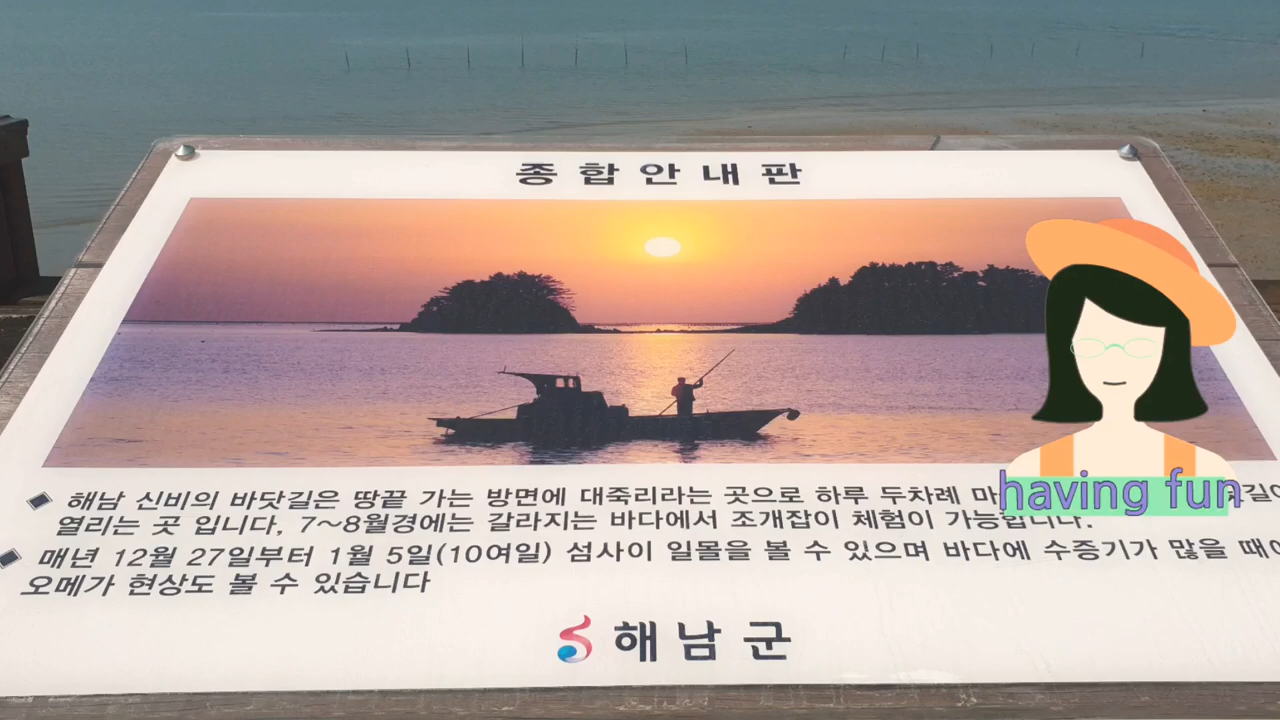 종합안내판
해남 신비의 바닷길은 땅끝 가는 방면에 대죽리라는 곳으로 하루 두차례
열리는 곳 입니다, 7~8월경에는 갈라지는 바다에서 조개잡이 체험이 가능합니다.
having fun
매년 12월 27일부터 1월 5일(10여일) 섬사이 일몰을 볼 수 있으며 바다에 수증기가 많을 때
오메가 현상도 볼 수 있습니다
해남군